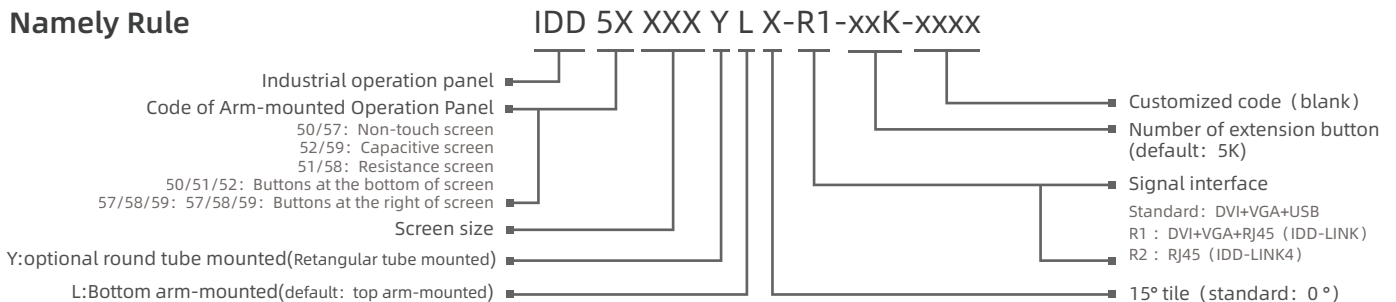 Namely Rule
IDD 5X XXX Y L X-R1-xxK-xxxx
Industrial operation panel
Code of Arm-mounted Operation Panel
50/57: Non-touch screen
52/59: Capacitive screen
51/58: Resistance screen
50/51/52: Buttons at the bottom of screen
57/58/59: 57/58/59: Buttons at the right of screen
Screen size
Y:optional round tube mounted(Retangular tube mounted)
L:Bottom arm-mounted(default: top arm-mounted)
Customized code (blank)
Number of extension button
(default: 5K)
Signal interface
Standard: DVI+VGA+USB
R1 : DVI+VGA+RJ45 (IDD-LINK)
R2 : RJ45 (IDD-LINK4)
15° tile (standard: 0°)